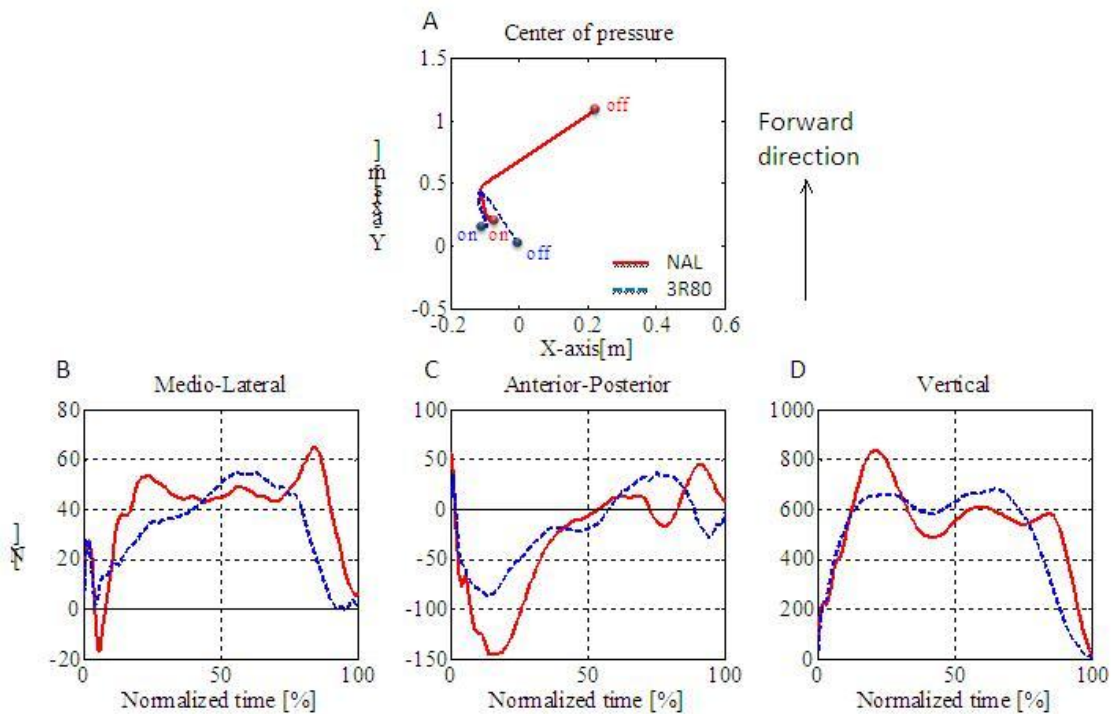 A
Center of pressure
1.5
1
0.5
0
-0.5
off
on
on
off
NAL
3R80
-0.2
0
0.2
0.4
0.6
X-axis[m]
Forward
direction
B
Medio-Lateral
80
60
40
20
0
-20
0
50
100
Normalized time [%]
C
Anterior-Posterior
100
50
0
-50
-100
-150
0
50
100
Normalized time [%]
D
Vertical
1000
800
600
400
200
0
0
50
100
Normalized time [%]